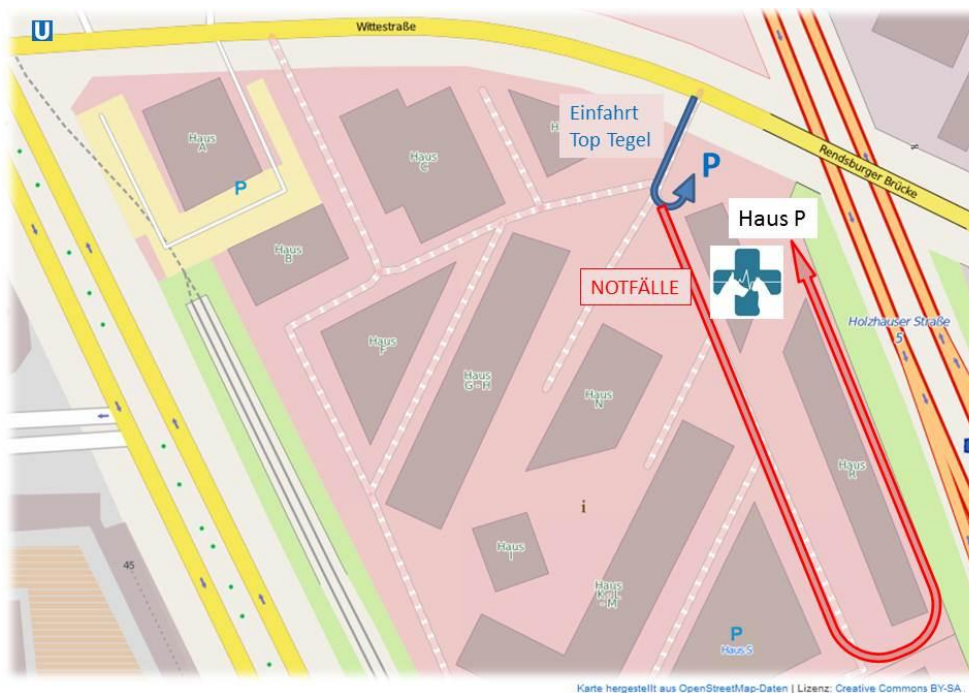 U
Wittestraße
Einfahrt
Top Tegel
Haus
A
Haus
C
P
P
Rendsburger Brücke
Haus P
Haus
B
NOTFÄLLE
Holzhauser Straße
5
Haus
F
Haus
G - H
Haus
N
Haus
R
i
Haus
I
45
Haus
K - L
- M
P
Haus S
Karte hergestellt aus OpenStreetMap-Daten | Lizenz: Creative Commons BY-SA